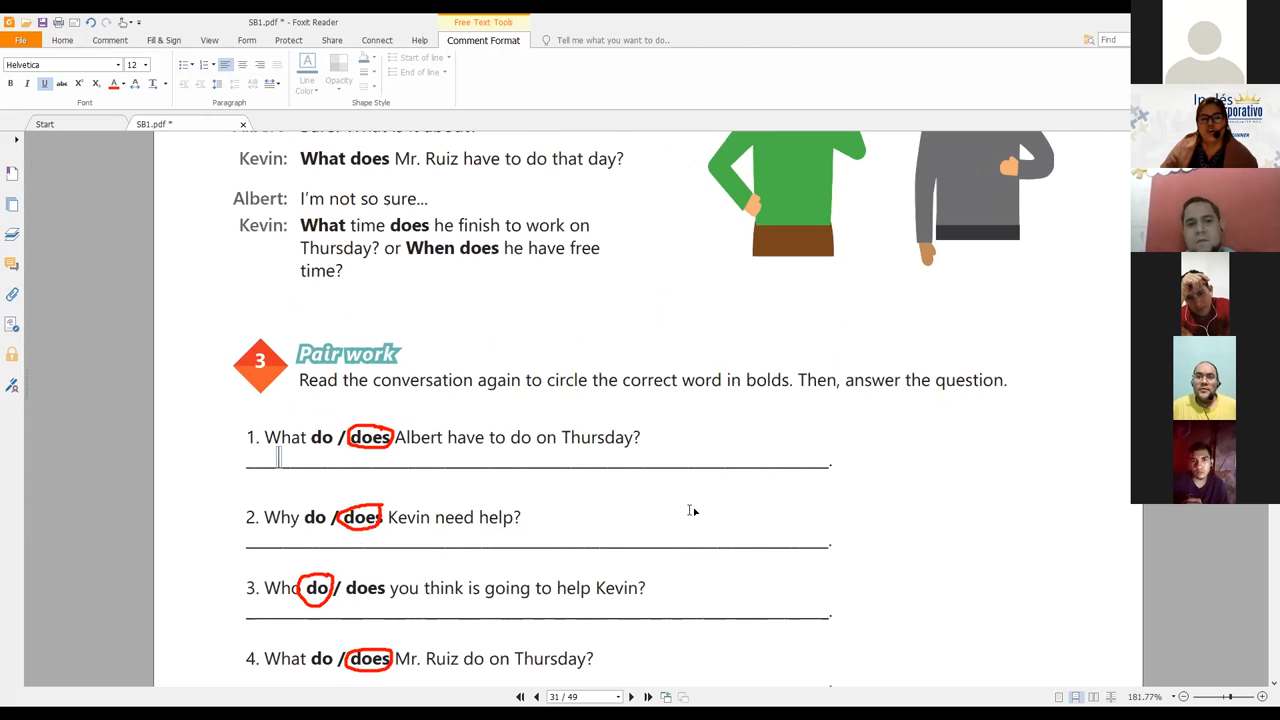 SB1.pdf * - Foxit Reader
Free Text Tools
File Home Comment Fill & Sign View Form Protect Share Connect Help Comment Format Tell me what you want to do.. Find
Helvetica 12
Line Color Opacity Start of line End of line
Font Paragraph Shape Style
Start SB1.pdf *
Kevin: What does Mr. Ruiz have to do that day?
Albert: I'm not so sure...
Kevin: What time does he finish to work on
Thursday? or When does he have free
time?
3 Pair work
Read the conversation again to circle the correct word in bolds. Then, answer the question.
1. What do / does Albert have to do on Thursday?
2. Why do / does Kevin need help?
3. Who do / does you think is going to help Kevin?
4. What do / does Mr. Ruiz do on Thursday?
31 / 49 181.77%
Inglés